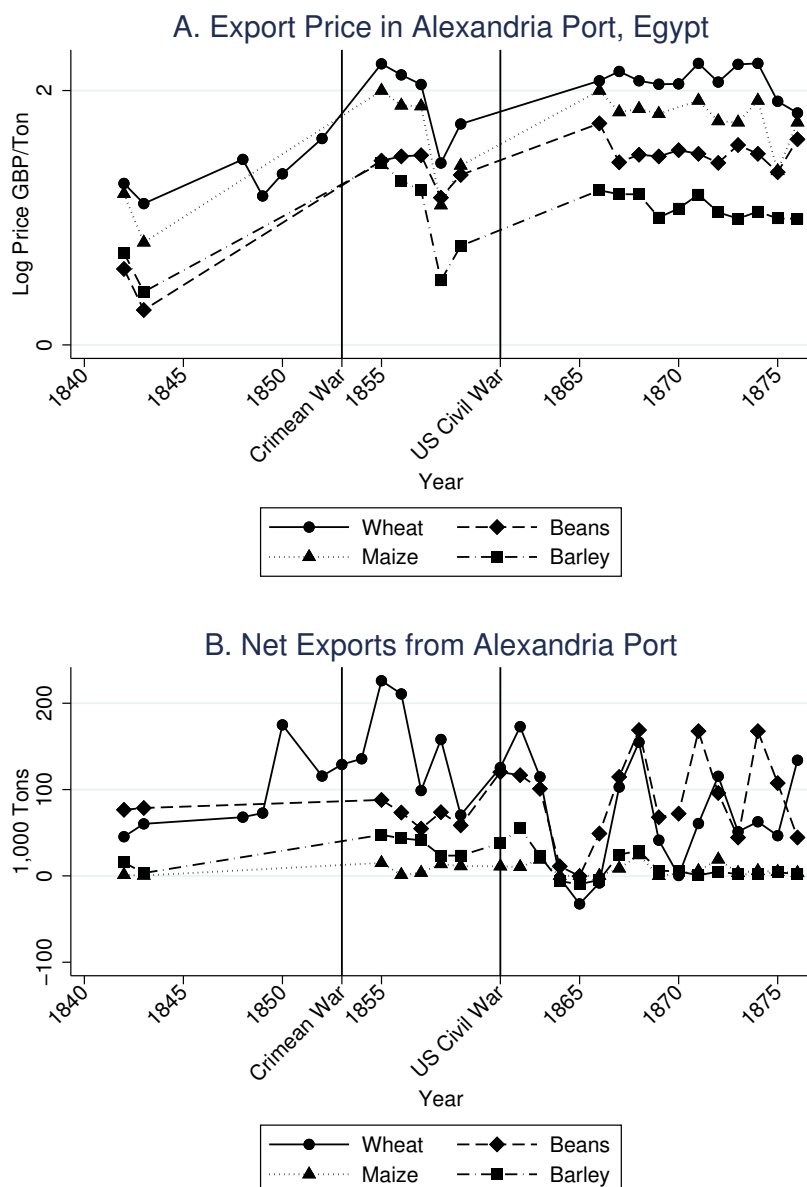 A. Export Price in Alexandria Port, Egypt
Log Price GBP/Ton
2
0
1840
1845
1850
Crimean War
1855
US Civil War
1865
1870
1875
Year
Wheat
Beans
Maize
Barley
B. Net Exports from Alexandria Port
1,000 Tons
200
100
0
−100
1840
1845
1850
Crimean War
1855
US Civil War
1865
1870
1875
Year
Wheat
Beans
Maize
Barley